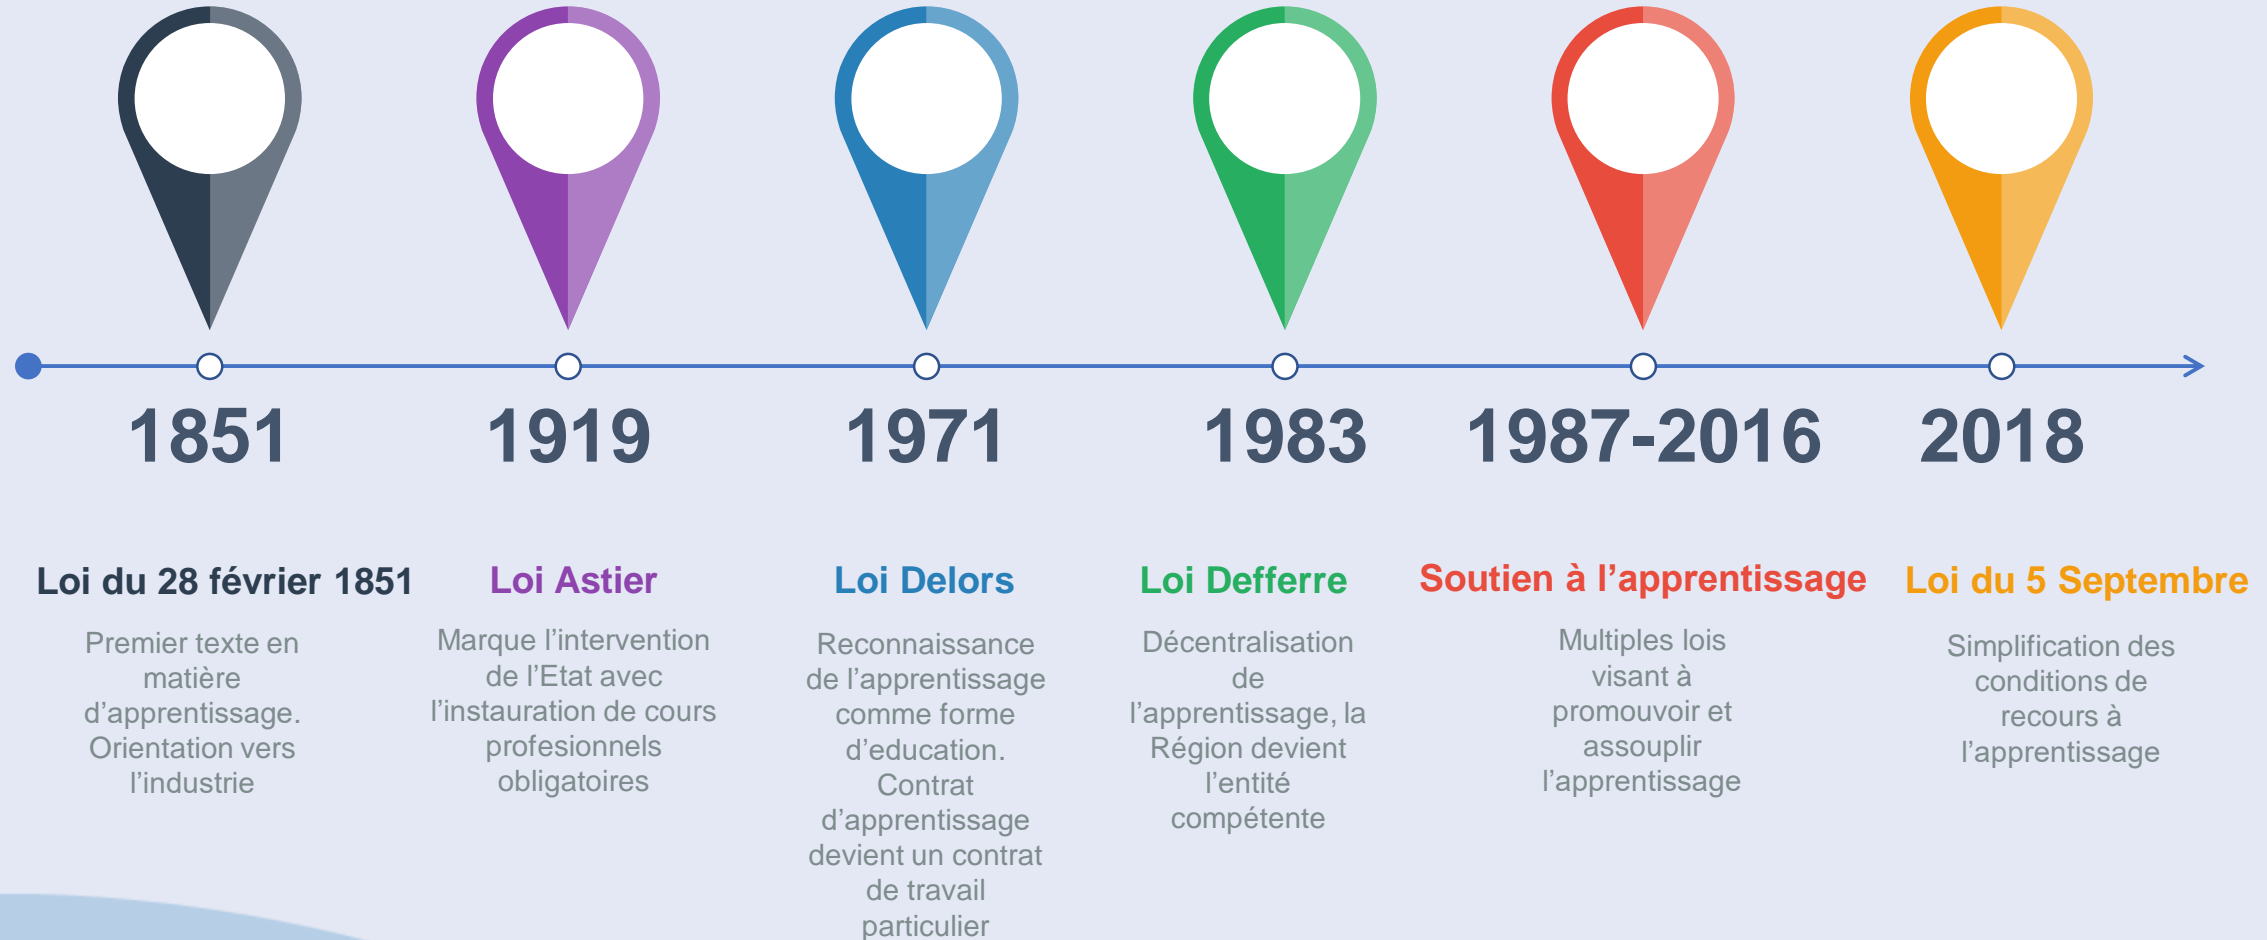 1851
1919
1971
1983
1987-2016
2018
Loi du 28 février 1851
Premier texte en
matière
d’apprentissage.
Orientation vers
l’industrie
Loi Astier
Marque l’intervention
de l’Etat avec
l’instauration de cours
profesionnels
obligatoires
Loi Delors
Reconnaissance
de l’apprentissage
comme forme
d’education.
Contrat
d’apprentissage
devient un contrat
de travail
particulier
Loi Defferre
Décentralisation
de
l’apprentissage, la
Région devient
l’entité
compétente
Soutien à l’apprentissage
Multiples lois
visant à
promouvoir et
assouplir
l’apprentissage
Loi du 5 Septembre
Simplification des
conditions de
recours à
l’apprentissage